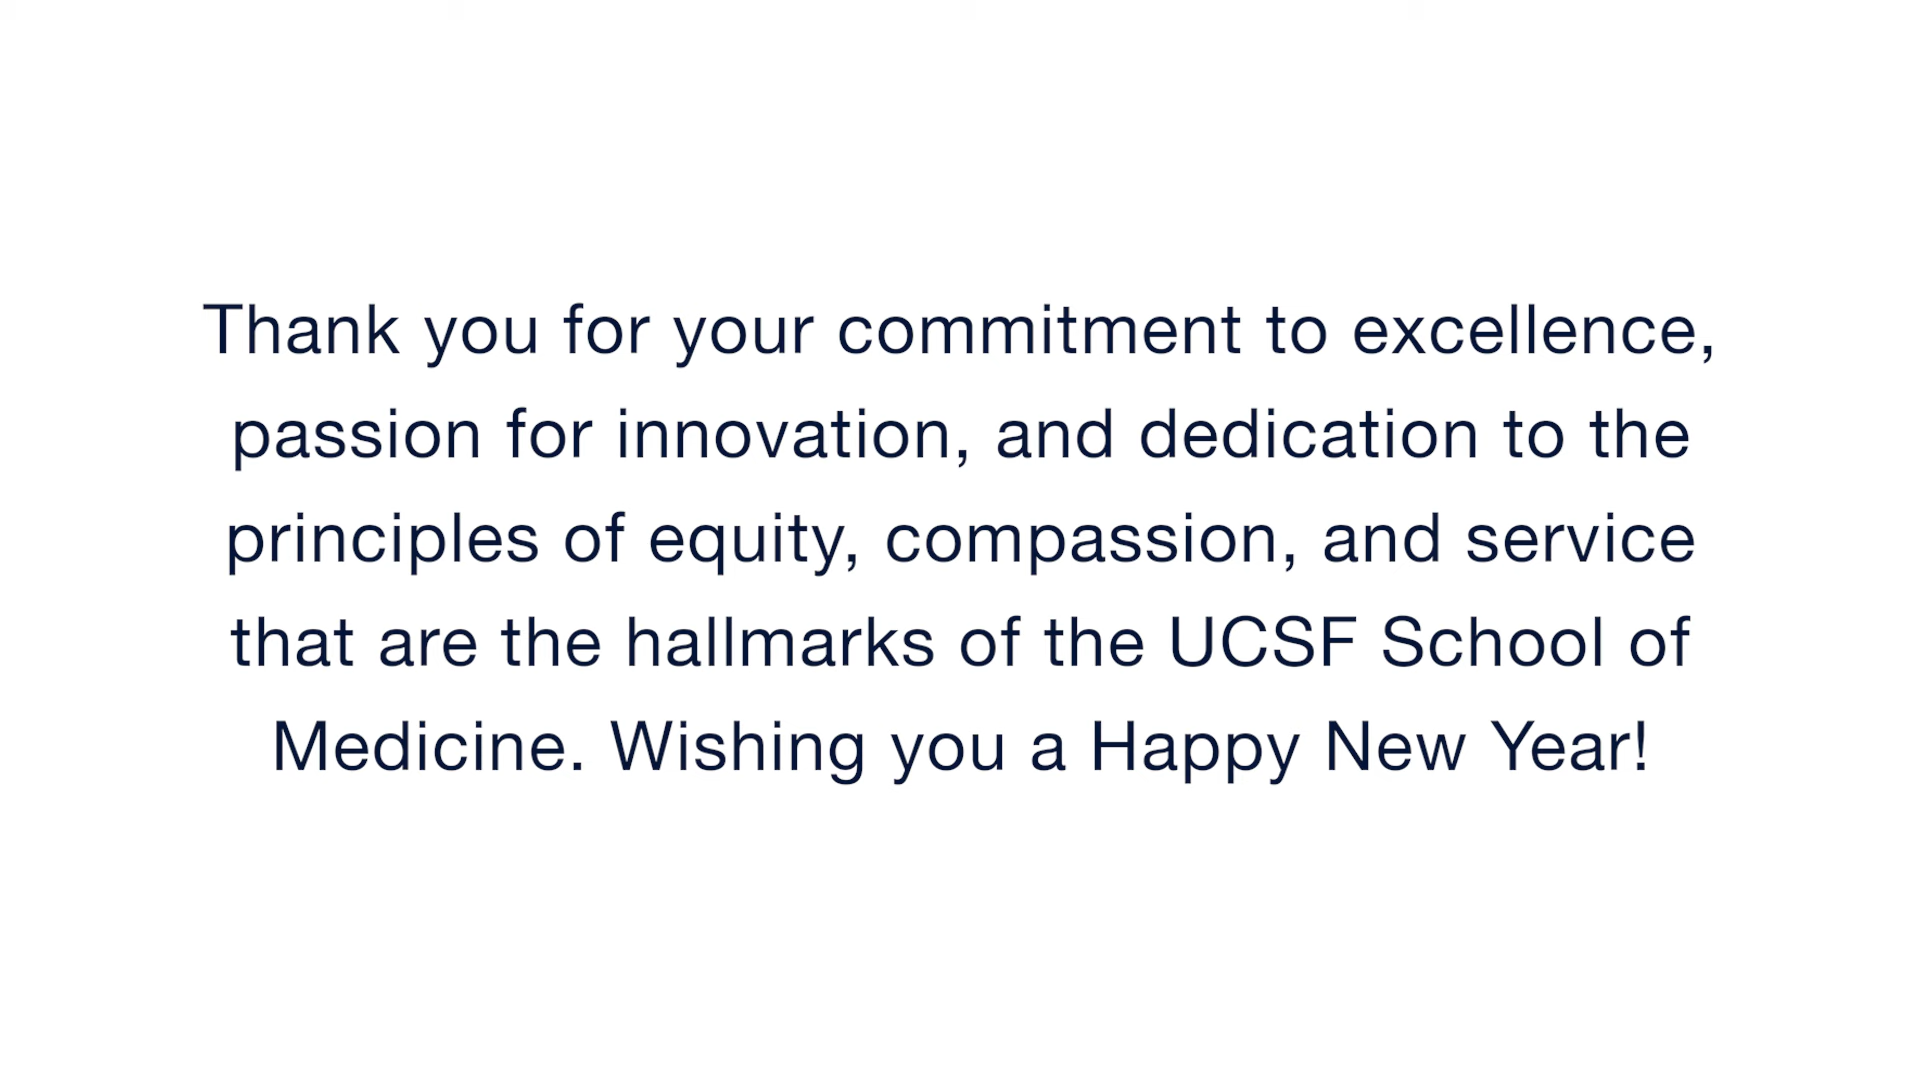 Thank you for your commitment to excellence,
passion for innovation, and dedication to the
principles of equity, compassion, and service
that are the hallmarks of the UCSF School of
Medicine. Wishing you a Happy New Year!